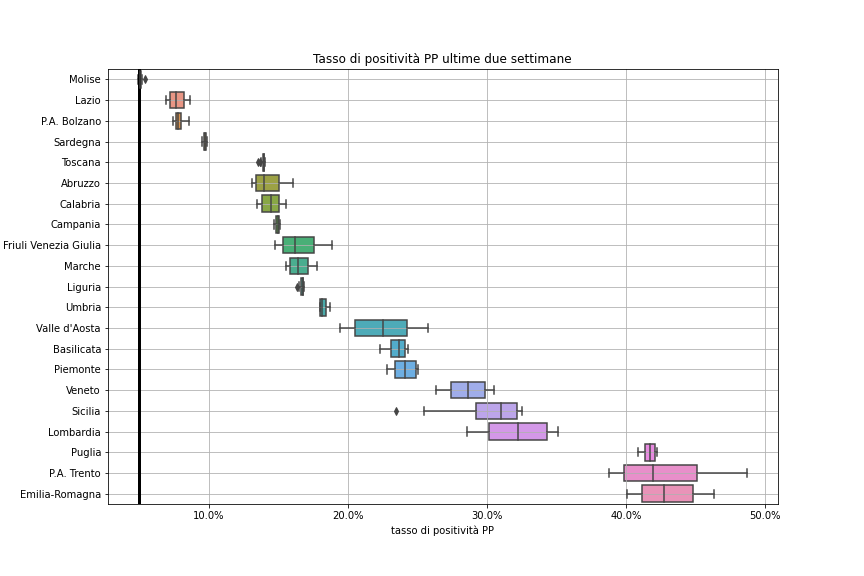 Tasso di positività PP ultime due settimane
Molise
Lazio
P.A. Bolzano
Sardegna
Toscana
Abruzzo
Calabria
Campania
Friuli Venezia Giulia
Marche
Liguria
Umbria
Valle d'Aosta
Basilicata
Piemonte
Veneto
Sicilia
Lombardia
Puglia
P.A. Trento
Emilia-Romagna
10.0% 20.0% 30.0% 40.0% 50.0%
tasso di positività PP